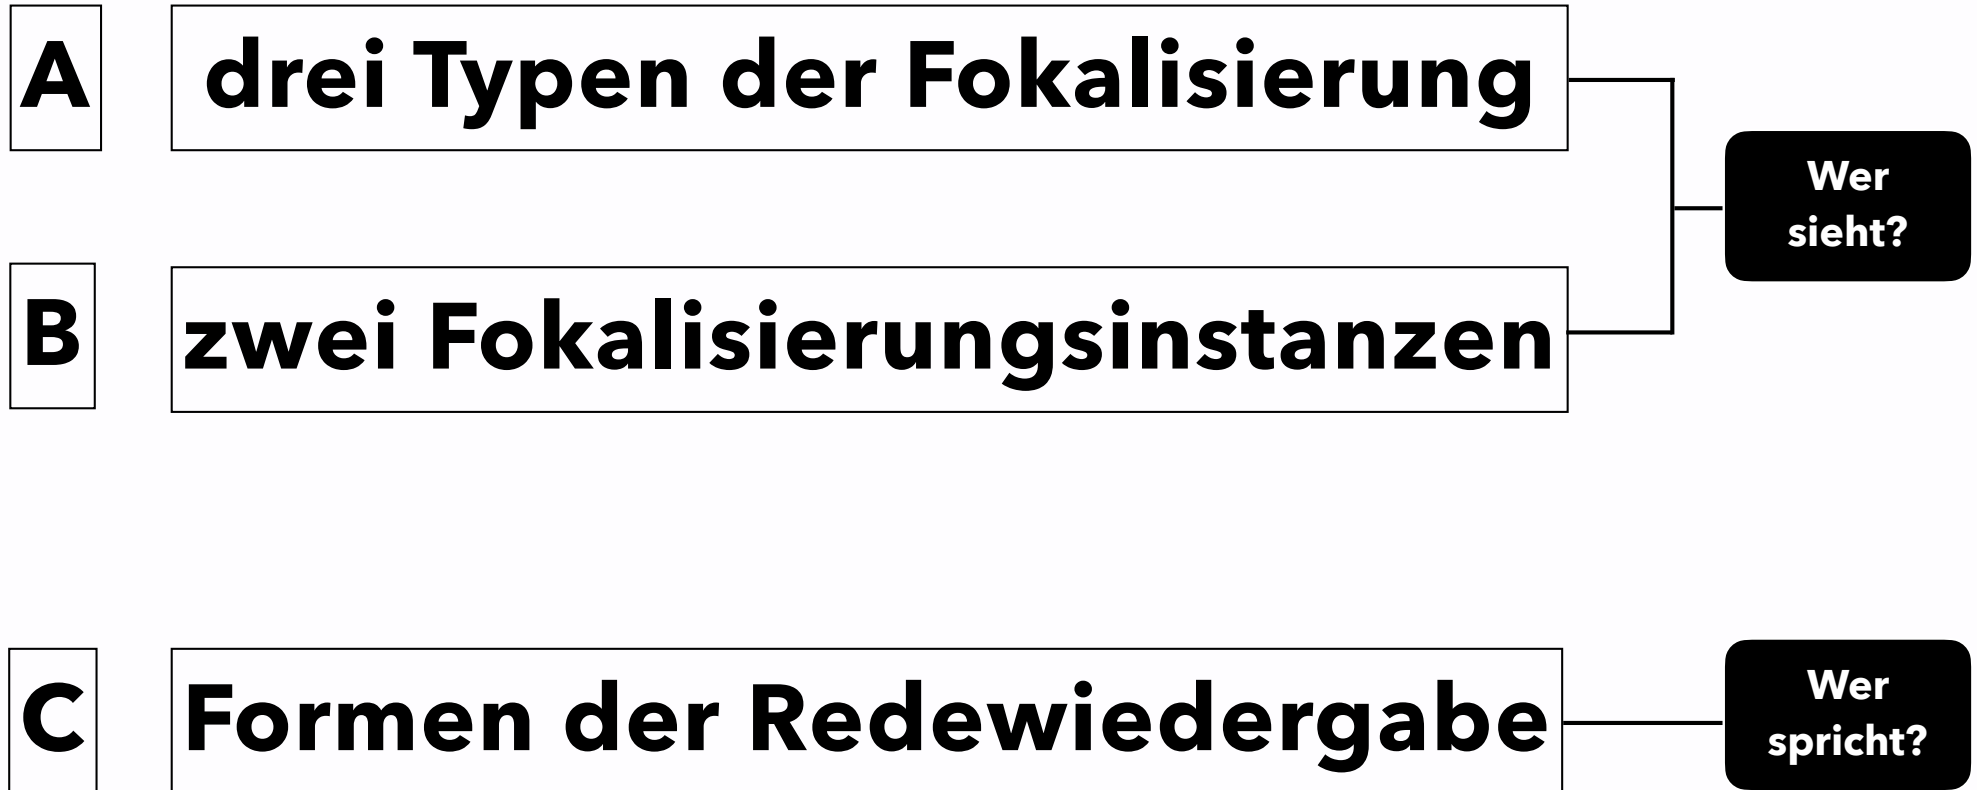 A
drei Typen der Fokalisierung
Wer
sieht?
B
zwei Fokalisierungsinstanzen
C
Formen der Redewiedergabe
Wer
spricht?